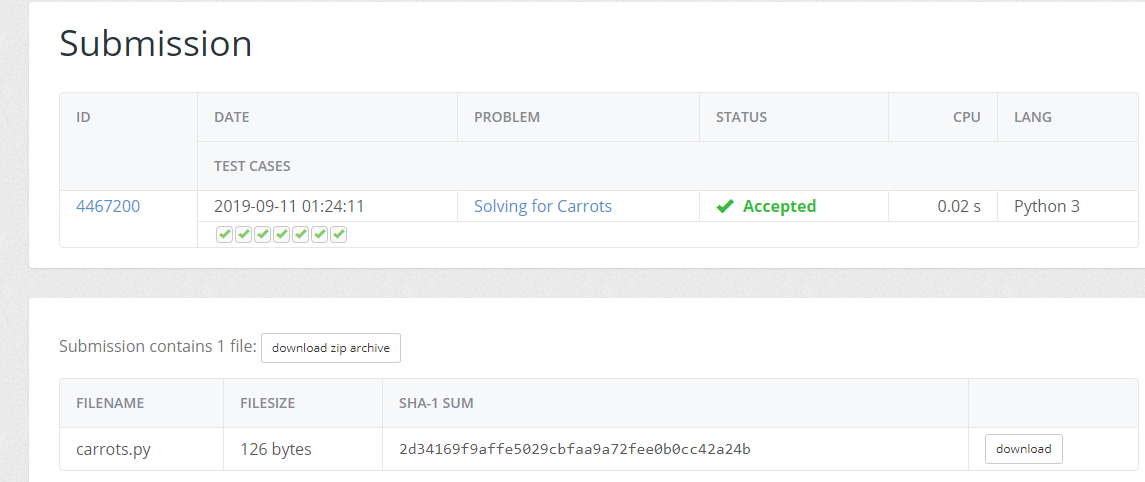 Submission
ID DATE PROBLEM STATUS CPU LANG
TEST CASES
4467200 2019-09-11 01:24:11 Solving for Carrots Accepted 0.02 s Python 3
Submission contains 1 file: download zip archive
FILENAME FILESIZE SHA-1 SUM
carrots.py 126 bytes 2d34169f9affe5029cbfaa9a72fee0b0cc42a24b download